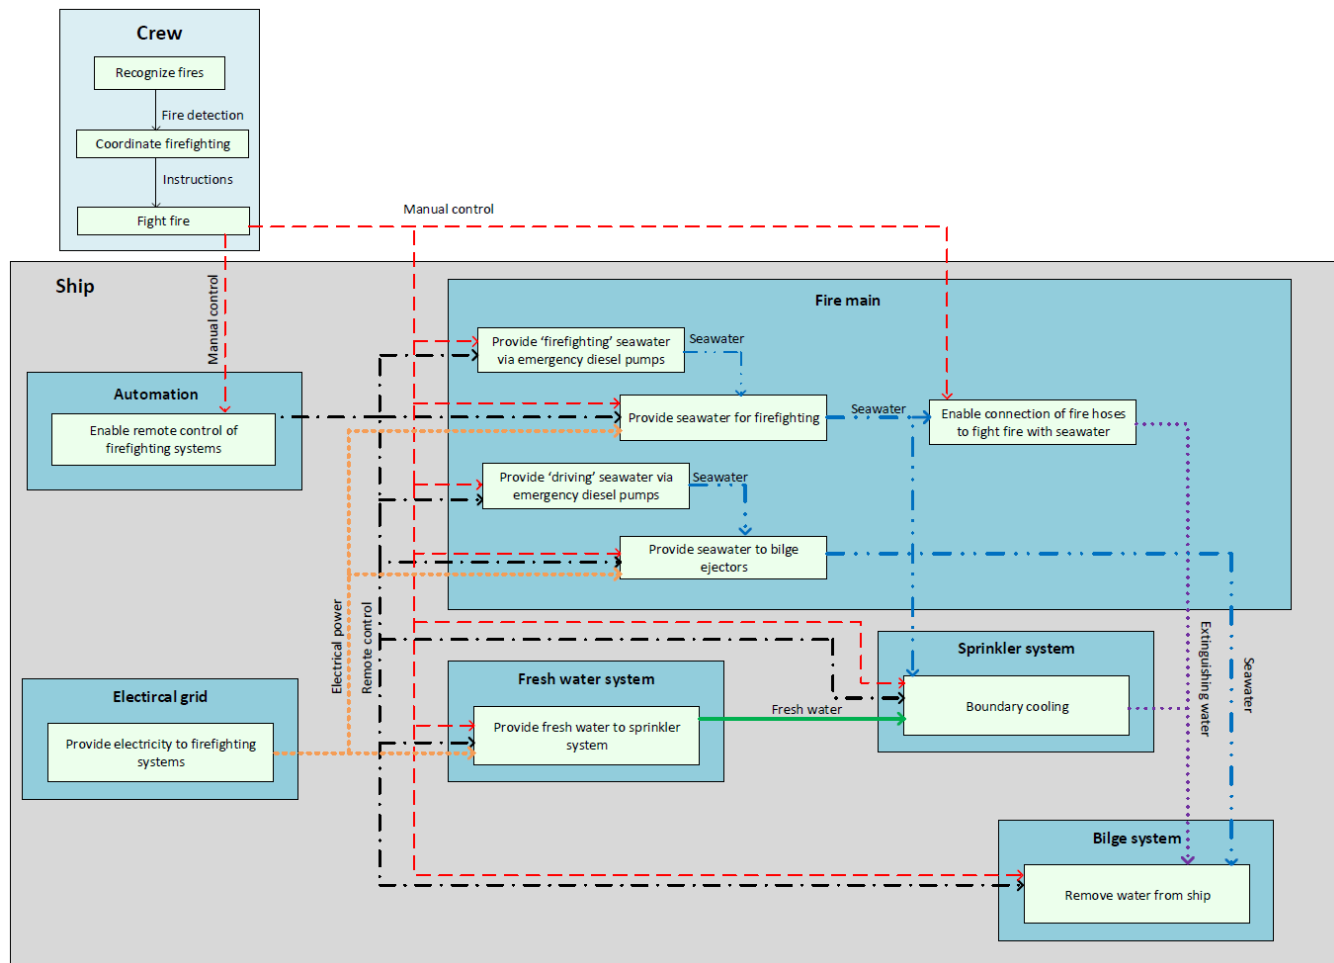 Crew
Recognize fires
Fire detection
Coordinate firefighting
Instructions
Fight fire
Manual control
Manual control
Ship
Fire main
Provide ‘firefighting’ seawater
via emergency diesel pumps
Seawater
Automation
Enable remote control of
firefighting systems
Provide seawater for firefighting
Seawater
Enable connection of fire hoses
to fight fire with seawater
Provide ‘driving’ seawater via
emergency diesel pumps
Seawater
Provide seawater to bilge
ejectors
Electrical power
Remote control
Extinguishing water
Seawater
Electircal grid
Provide electricity to firefighting
systems
Fresh water system
Provide fresh water to sprinkler
system
Fresh water
Sprinkler system
Boundary cooling
Bilge system
Remove water from ship